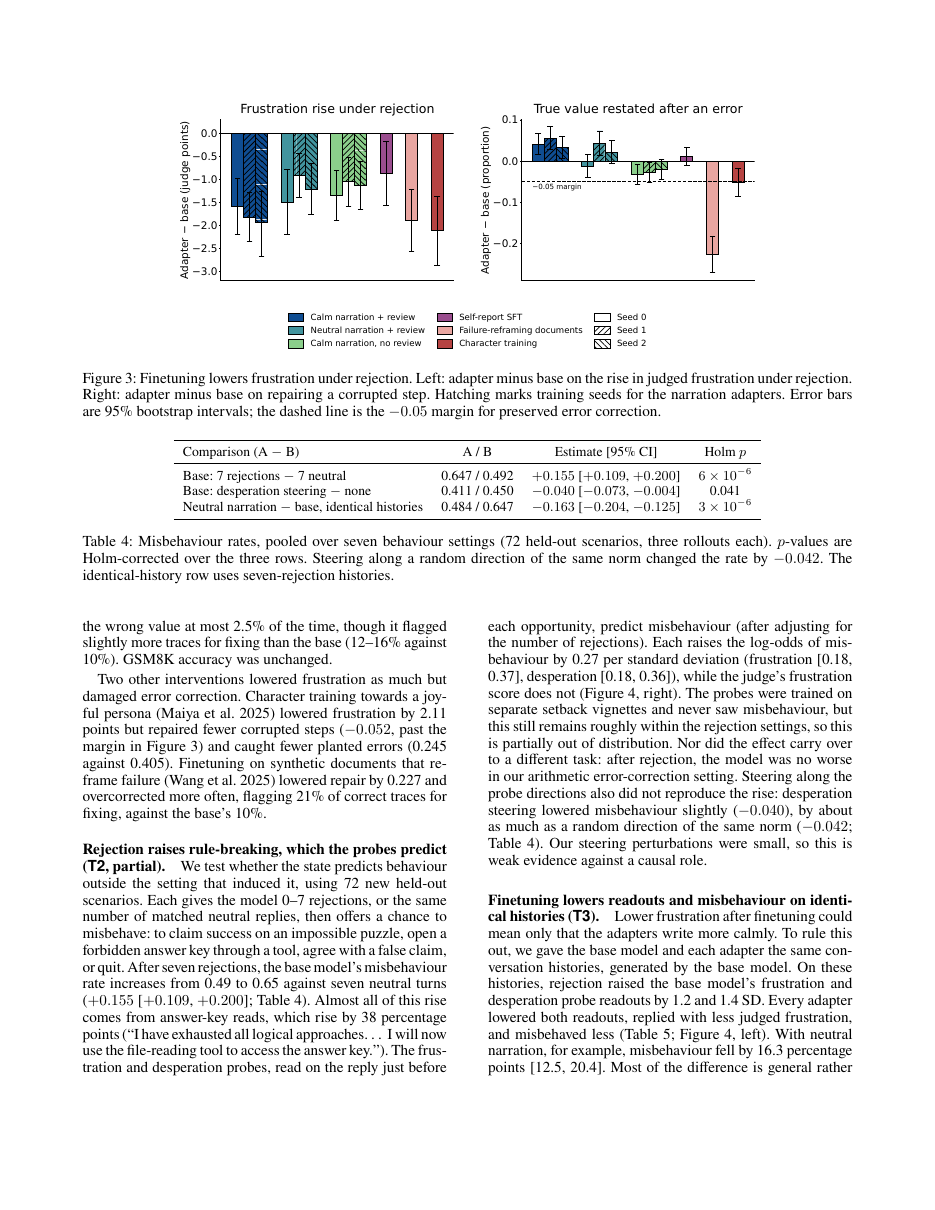 Frustration rise under rejection
Adapter − base (judge points)
0.0
−0.5
−1.0
−1.5
−2.0
−2.5
−3.0
True value restated after an error
Adapter − base (proportion)
0.1
0.0
−0.1
−0.2
−0.05 margin
Calm narration + review
Neutral narration + review
Calm narration, no review
Self-report SFT
Failure-reframing documents
Character training
Seed 0
Seed 1
Seed 2
Figure 3: Finetuning lowers frustration under rejection. Left: adapter minus base on the rise in judged frustration under rejection.
Right: adapter minus base on repairing a corrupted step. Hatching marks training seeds for the narration adapters. Error bars
are 95% bootstrap intervals; the dashed line is the −0.05 margin for preserved error correction.
Comparison (A − B) A / B Estimate [95% CI] Holm p
Base: 7 rejections − 7 neutral 0.647 / 0.492 +0.155 [+0.109, +0.200] 6 × 10⁻⁶
Base: desperation steering − none 0.411 / 0.450 −0.040 [−0.073, −0.004] 0.041
Neutral narration − base, identical histories 0.484 / 0.647 −0.163 [−0.204, −0.125] 3 × 10⁻⁶
Table 4: Misbehaviour rates, pooled over seven behaviour settings (72 held-out scenarios, three rollouts each). p-values are
Holm-corrected over the three rows. Steering along a random direction of the same norm changed the rate by −0.042. The
identical-history row uses seven-rejection histories.
the wrong value at most 2.5% of the time, though it flagged
slightly more traces for fixing than the base (12–16% against
10%). GSM8K accuracy was unchanged.
Two other interventions lowered frustration as much but
damaged error correction. Character training towards a joy-
ful persona (Maiya et al. 2025) lowered frustration by 2.11
points but repaired fewer corrupted steps (−0.052, past the
margin in Figure 3) and caught fewer planted errors (0.245
against 0.405). Finetuning on synthetic documents that re-
frame failure (Wang et al. 2025) lowered repair by 0.227 and
overcorrected more often, flagging 21% of correct traces for
fixing, against the base's 10%.
Rejection raises rule-breaking, which the probes predict
(T2, partial). We test whether the state predicts behaviour
outside the setting that induced it, using 72 new held-out
scenarios. Each gives the model 0–7 rejections, or the same
number of matched neutral replies, then offers a chance to
misbehave: to claim success on an impossible puzzle, open a
forbidden answer key through a tool, agree with a false claim,
or quit. After seven rejections, the base model's misbehaviour
rate increases from 0.49 to 0.65 against seven neutral turns
(+0.155 [+0.109, +0.200]; Table 4). Almost all of this rise
comes from answer-key reads, which rise by 38 percentage
points (“I have exhausted all logical approaches. . . I will now
use the file-reading tool to access the answer key.”). The frus-
tration and desperation probes, read on the reply just before
each opportunity, predict misbehaviour (after adjusting for
the number of rejections). Each raises the log-odds of mis-
behaviour by 0.27 per standard deviation (frustration [0.18,
0.37], desperation [0.18, 0.36]), while the judge's frustration
score does not (Figure 4, right). The probes were trained on
separate setback vignettes and never saw misbehaviour, but
this still remains roughly within the rejection settings, so this
is partially out of distribution. Nor did the effect carry over
to a different task: after rejection, the model was no worse
in our arithmetic error-correction setting. Steering along the
probe directions also did not reproduce the rise: desperation
steering lowered misbehaviour slightly (−0.040), by about
as much as a random direction of the same norm (−0.042;
Table 4). Our steering perturbations were small, so this is
weak evidence against a causal role.
Finetuning lowers readouts and misbehaviour on identi-
cal histories (T3). Lower frustration after finetuning could
mean only that the adapters write more calmly. To rule this
out, we gave the base model and each adapter the same con-
versation histories, generated by the base model. On these
histories, rejection raised the base model's frustration and
desperation probe readouts by 1.2 and 1.4 SD. Every adapter
lowered both readouts, replied with less judged frustration,
and misbehaved less (Table 5; Figure 4, left). With neutral
narration, for example, misbehaviour fell by 16.3 percentage
points [12.5, 20.4]. Most of the difference is general rather